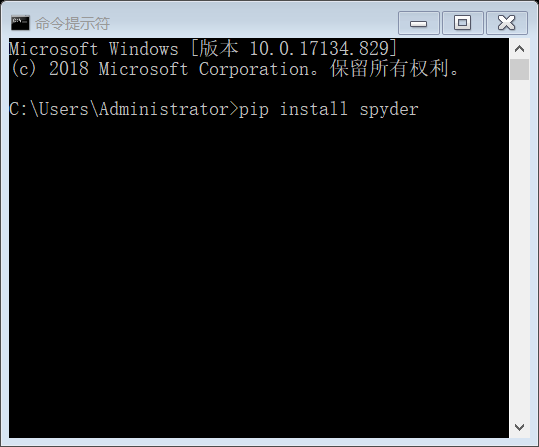 命令提示符
Microsoft Windows [版本 10.0.17134.829]
(c) 2018 Microsoft Corporation。保留所有权利。
C:\Users\Administrator>pip install spyder